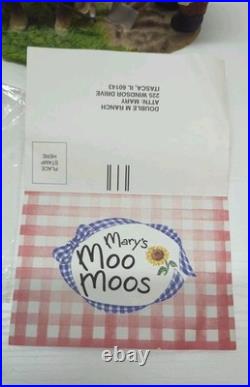 DOUBLE M RANCH
ATTN: MARY
225 WINDSOR DRIVE
ITASCA, IL 60143
PLACE
STAMP
HERE
Mary's
Moo
Moos